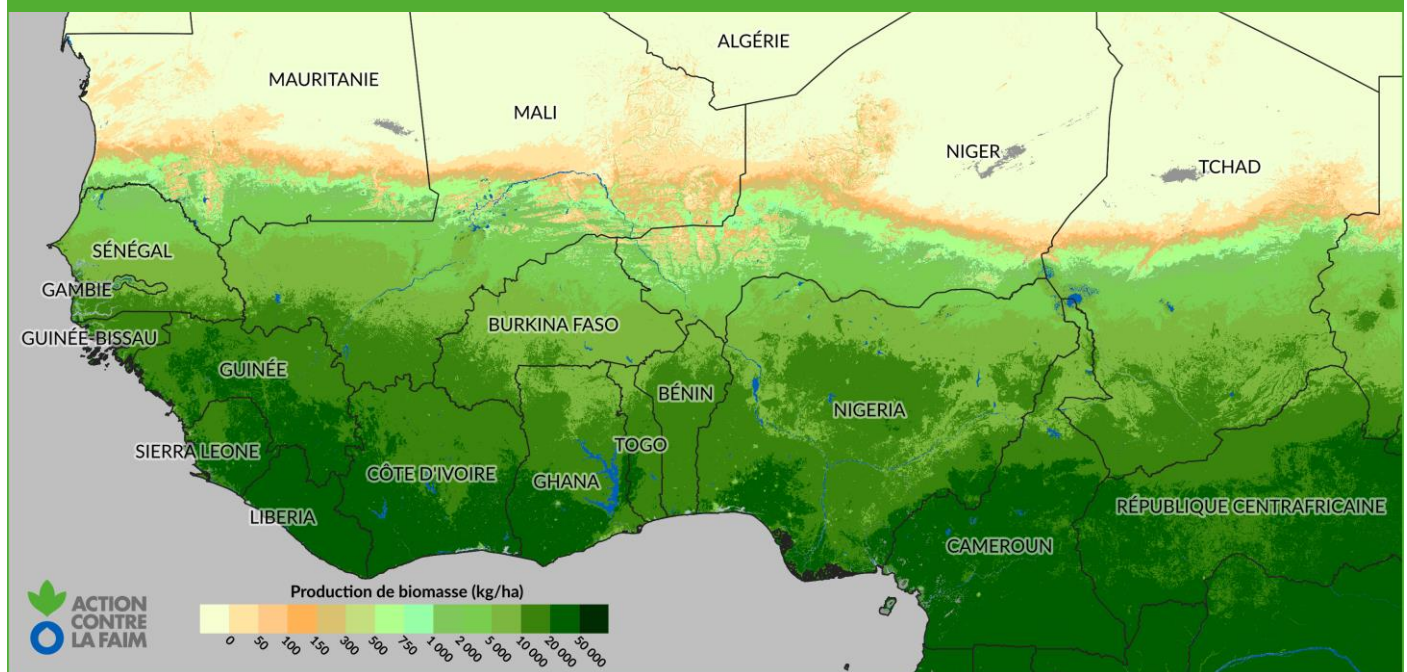 ALGÉRIE
MAURITANIE
MALI
NIGER
TCHAD
SÉNÉGAL
GAMBIE
GUINÉE-BISSAU
BURKINA FASO
GUINÉE
BÉNIN
NIGERIA
SIERRA LEONE
CÔTE D'IVOIRE
TOGO
GHANA
LIBERIA
RÉPUBLIQUE CENTRAFRICAINE
CAMEROUN
ACTION
CONTRE
LA FAIM
Production de biomasse (kg/ha)
0 50 100 150 300 500 750 1 000 2 000 5 000 10 000 20 000 50 000